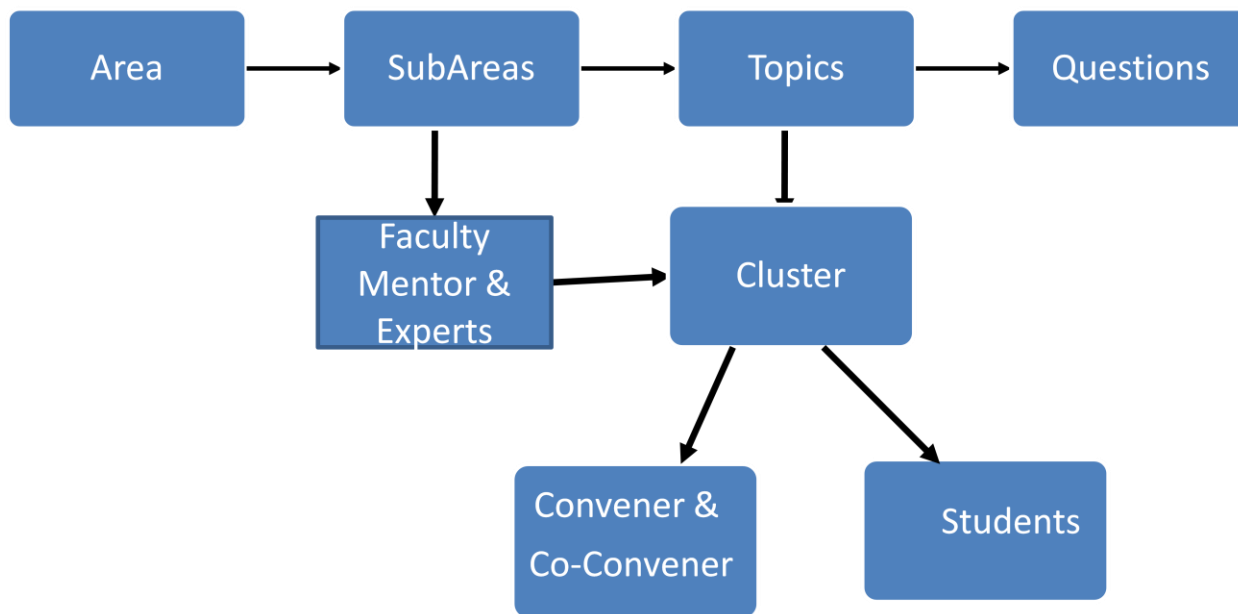 Area
SubAreas
Topics
Questions
Faculty
Mentor &
Experts
Cluster
Convener &
Co-Convener
Students